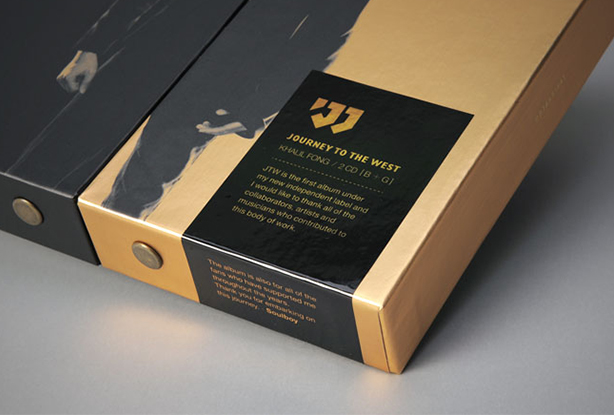 JOURNEY TO THE WEST
KHALIL FONG / 2 CD [ B + G ]
JTW is the first album under
my new independent label and
I would like to thank all of the
collaborators, artists and
musicians who contributed to
this body of work.
The album is also for all of the
fans who have supported me
throughout the years.
Thank you for embarking on
this journey. / Soulboy